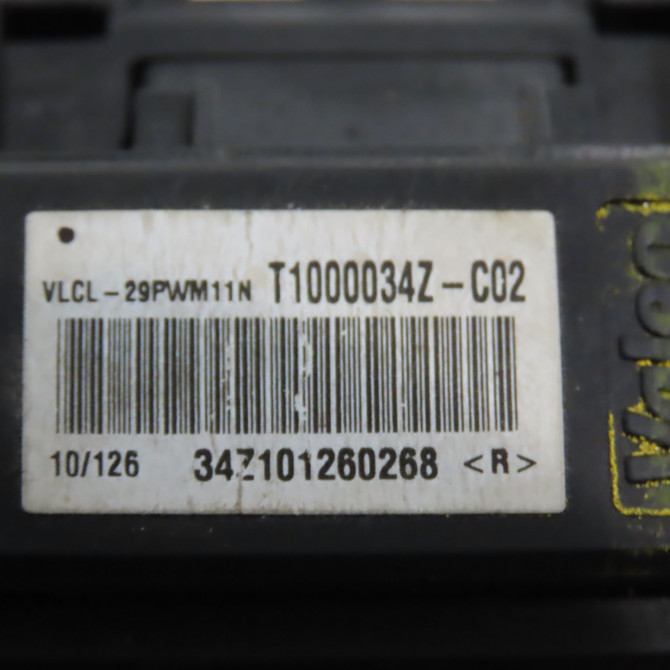 VLCL-29PWM11N T1000034Z-C02
10/126 34Z101260268 <R>
Valeo